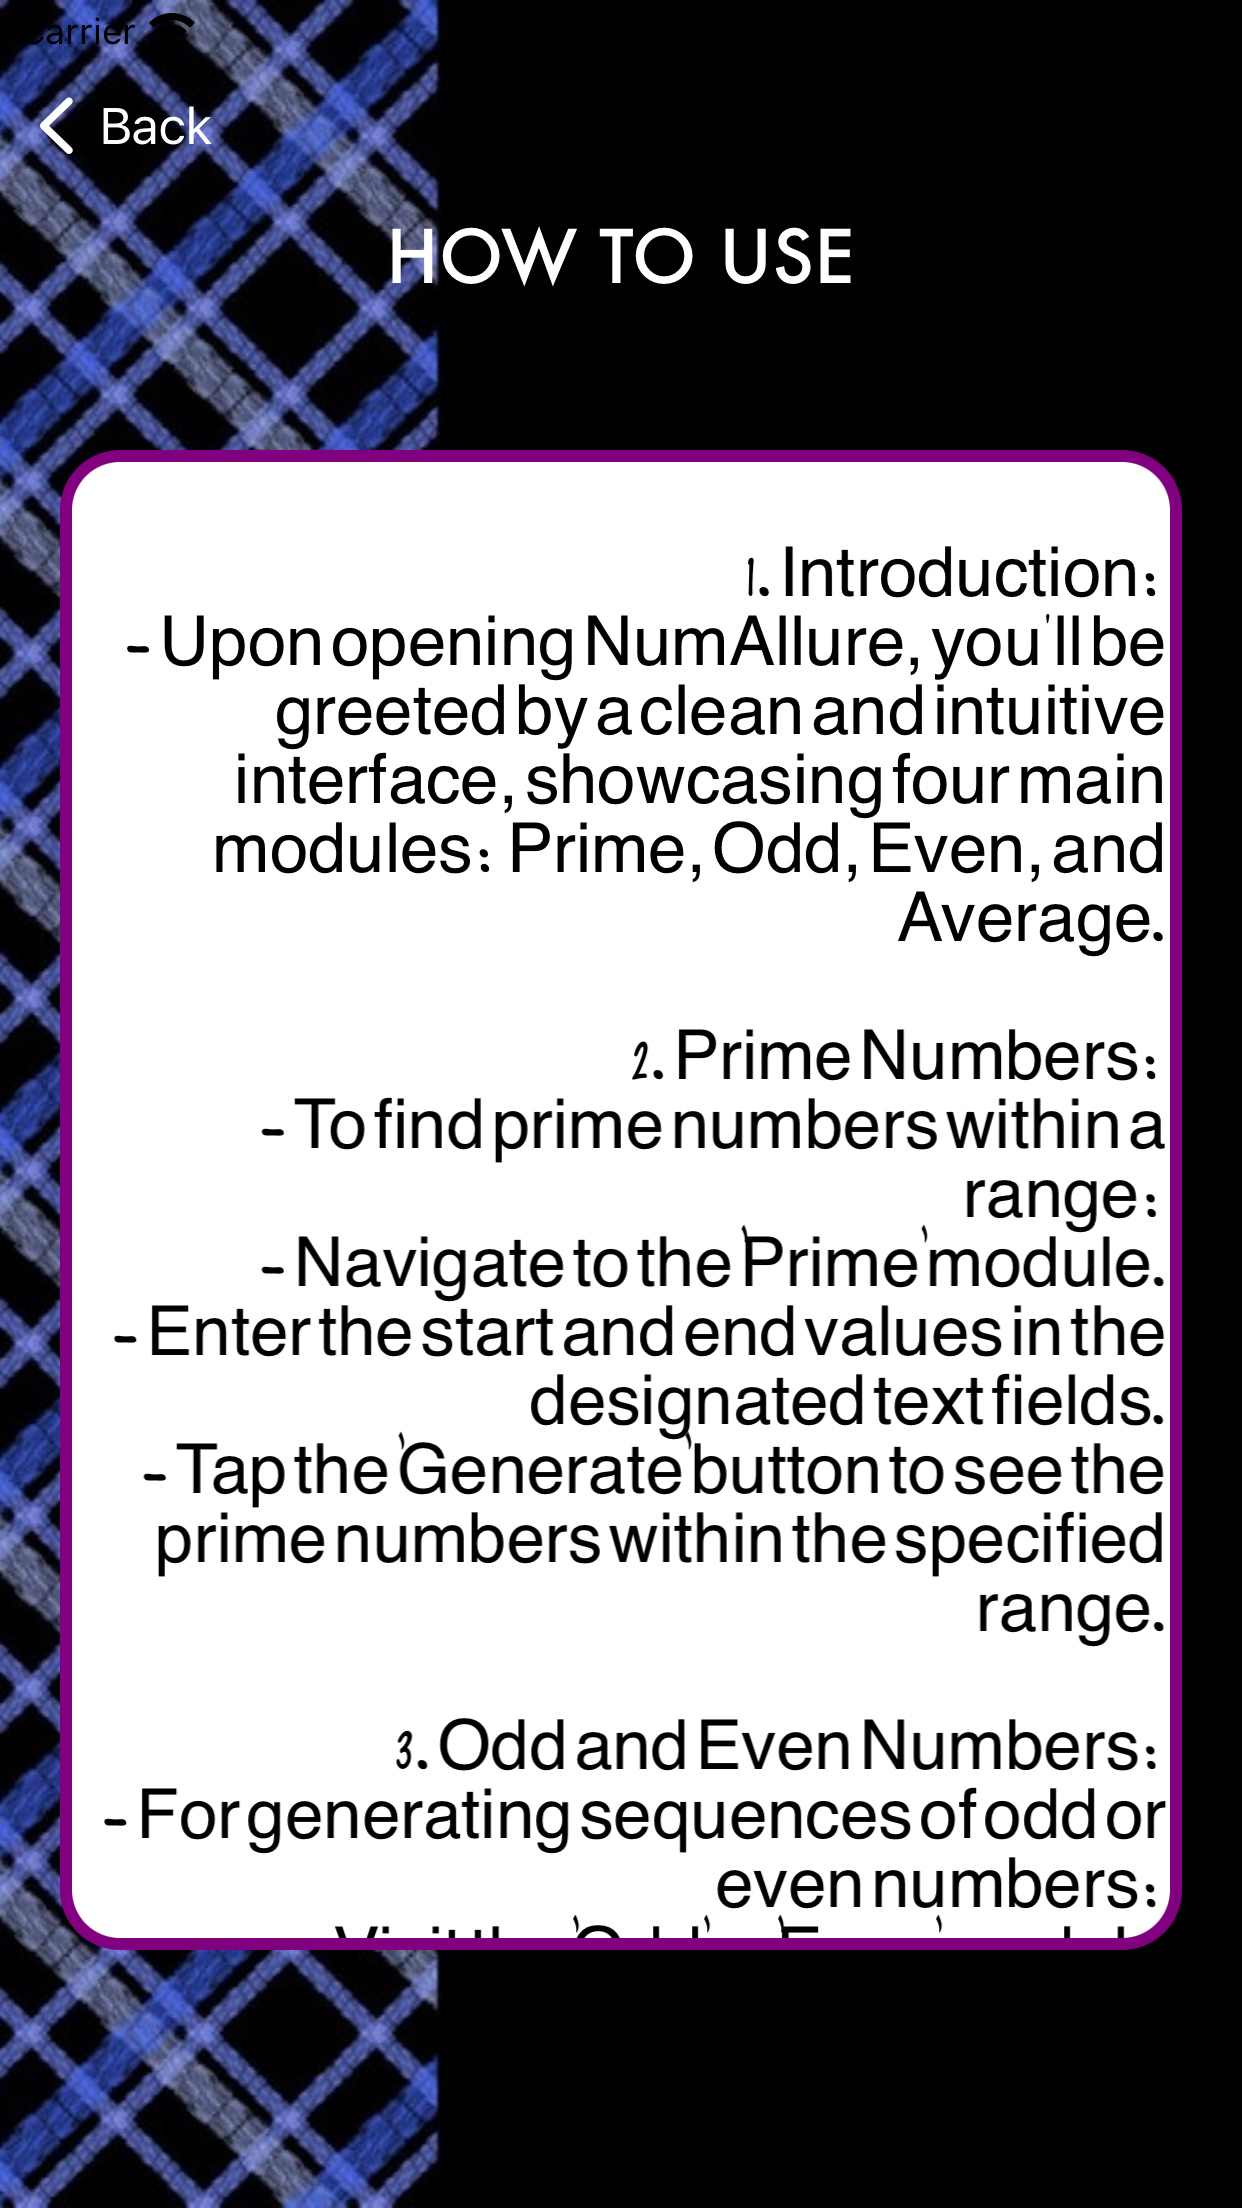 Carrier
Back
HOW TO USE
1. Introduction:
- Upon opening NumAllure, you'll be
greeted by a clean and intuitive
interface, showcasing four main
modules: Prime, Odd, Even, and
Average.
2. Prime Numbers:
- To find prime numbers within a
range:
- Navigate to the 'Prime' module.
- Enter the start and end values in the
designated text fields.
- Tap the 'Generate' button to see the
prime numbers within the specified
range.
3. Odd and Even Numbers:
- For generating sequences of odd or
even numbers:
Visit the 'Odd'